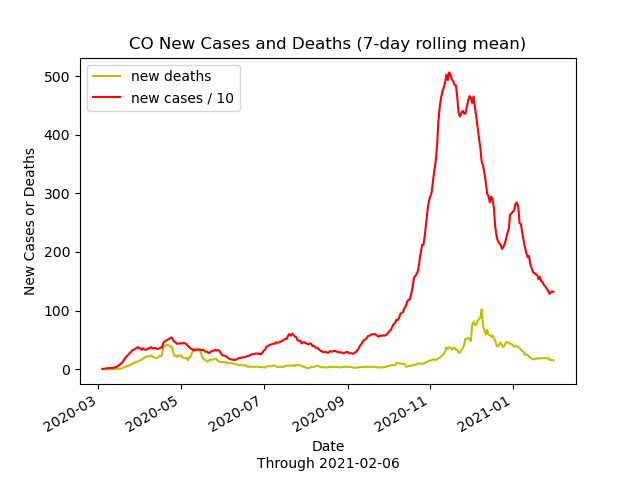 CO New Cases and Deaths (7-day rolling mean)
new deaths
new cases / 10
New Cases or Deaths
500
400
300
200
100
0
2020-03
2020-05
2020-07
2020-09
2020-11
2021-01
Date
Through 2021-02-06